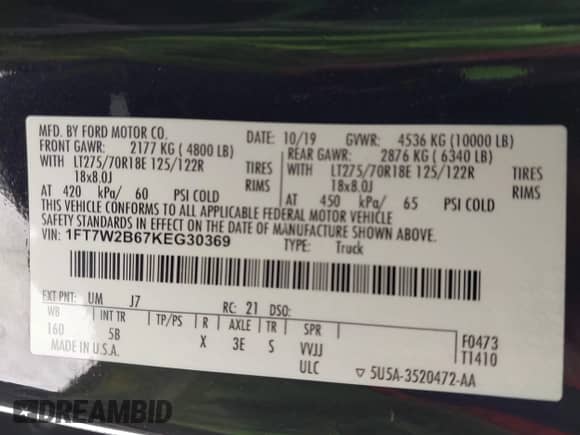 MFD. BY FORD MOTOR CO. DATE: 10/19 GVWR: 4536 KG (10000 LB)
FRONT GAWR: 2177 KG (4800 LB) REAR GAWR: 2876 KG (6340 LB)
WITH LT275/70R18E 125/122R TIRES WITH LT275/70R18E 125/122R TIRES
18x8.0J RIMS 18x8.0J RIMS
AT 420 kPa/ 60 PSI COLD AT 450 kPa/ 65 PSI COLD
THIS VEHICLE CONFORMS TO ALL APPLICABLE FEDERAL MOTOR VEHICLE
SAFETY STANDARDS IN EFFECT ON THE DATE OF MANUFACTURE SHOWN ABOVE.
VIN: 1FT7W2B67KEG30369 TYPE: Truck
EXT PNT: UM J7 RC: 21 DSO:
WB INT TR TP/PS R AXLE TR SPR
160 5B X 3E S VVJJ F0473
MADE IN U.S.A. ULC T1410
▽ 5U5A-3520472-AA
DREAMBID